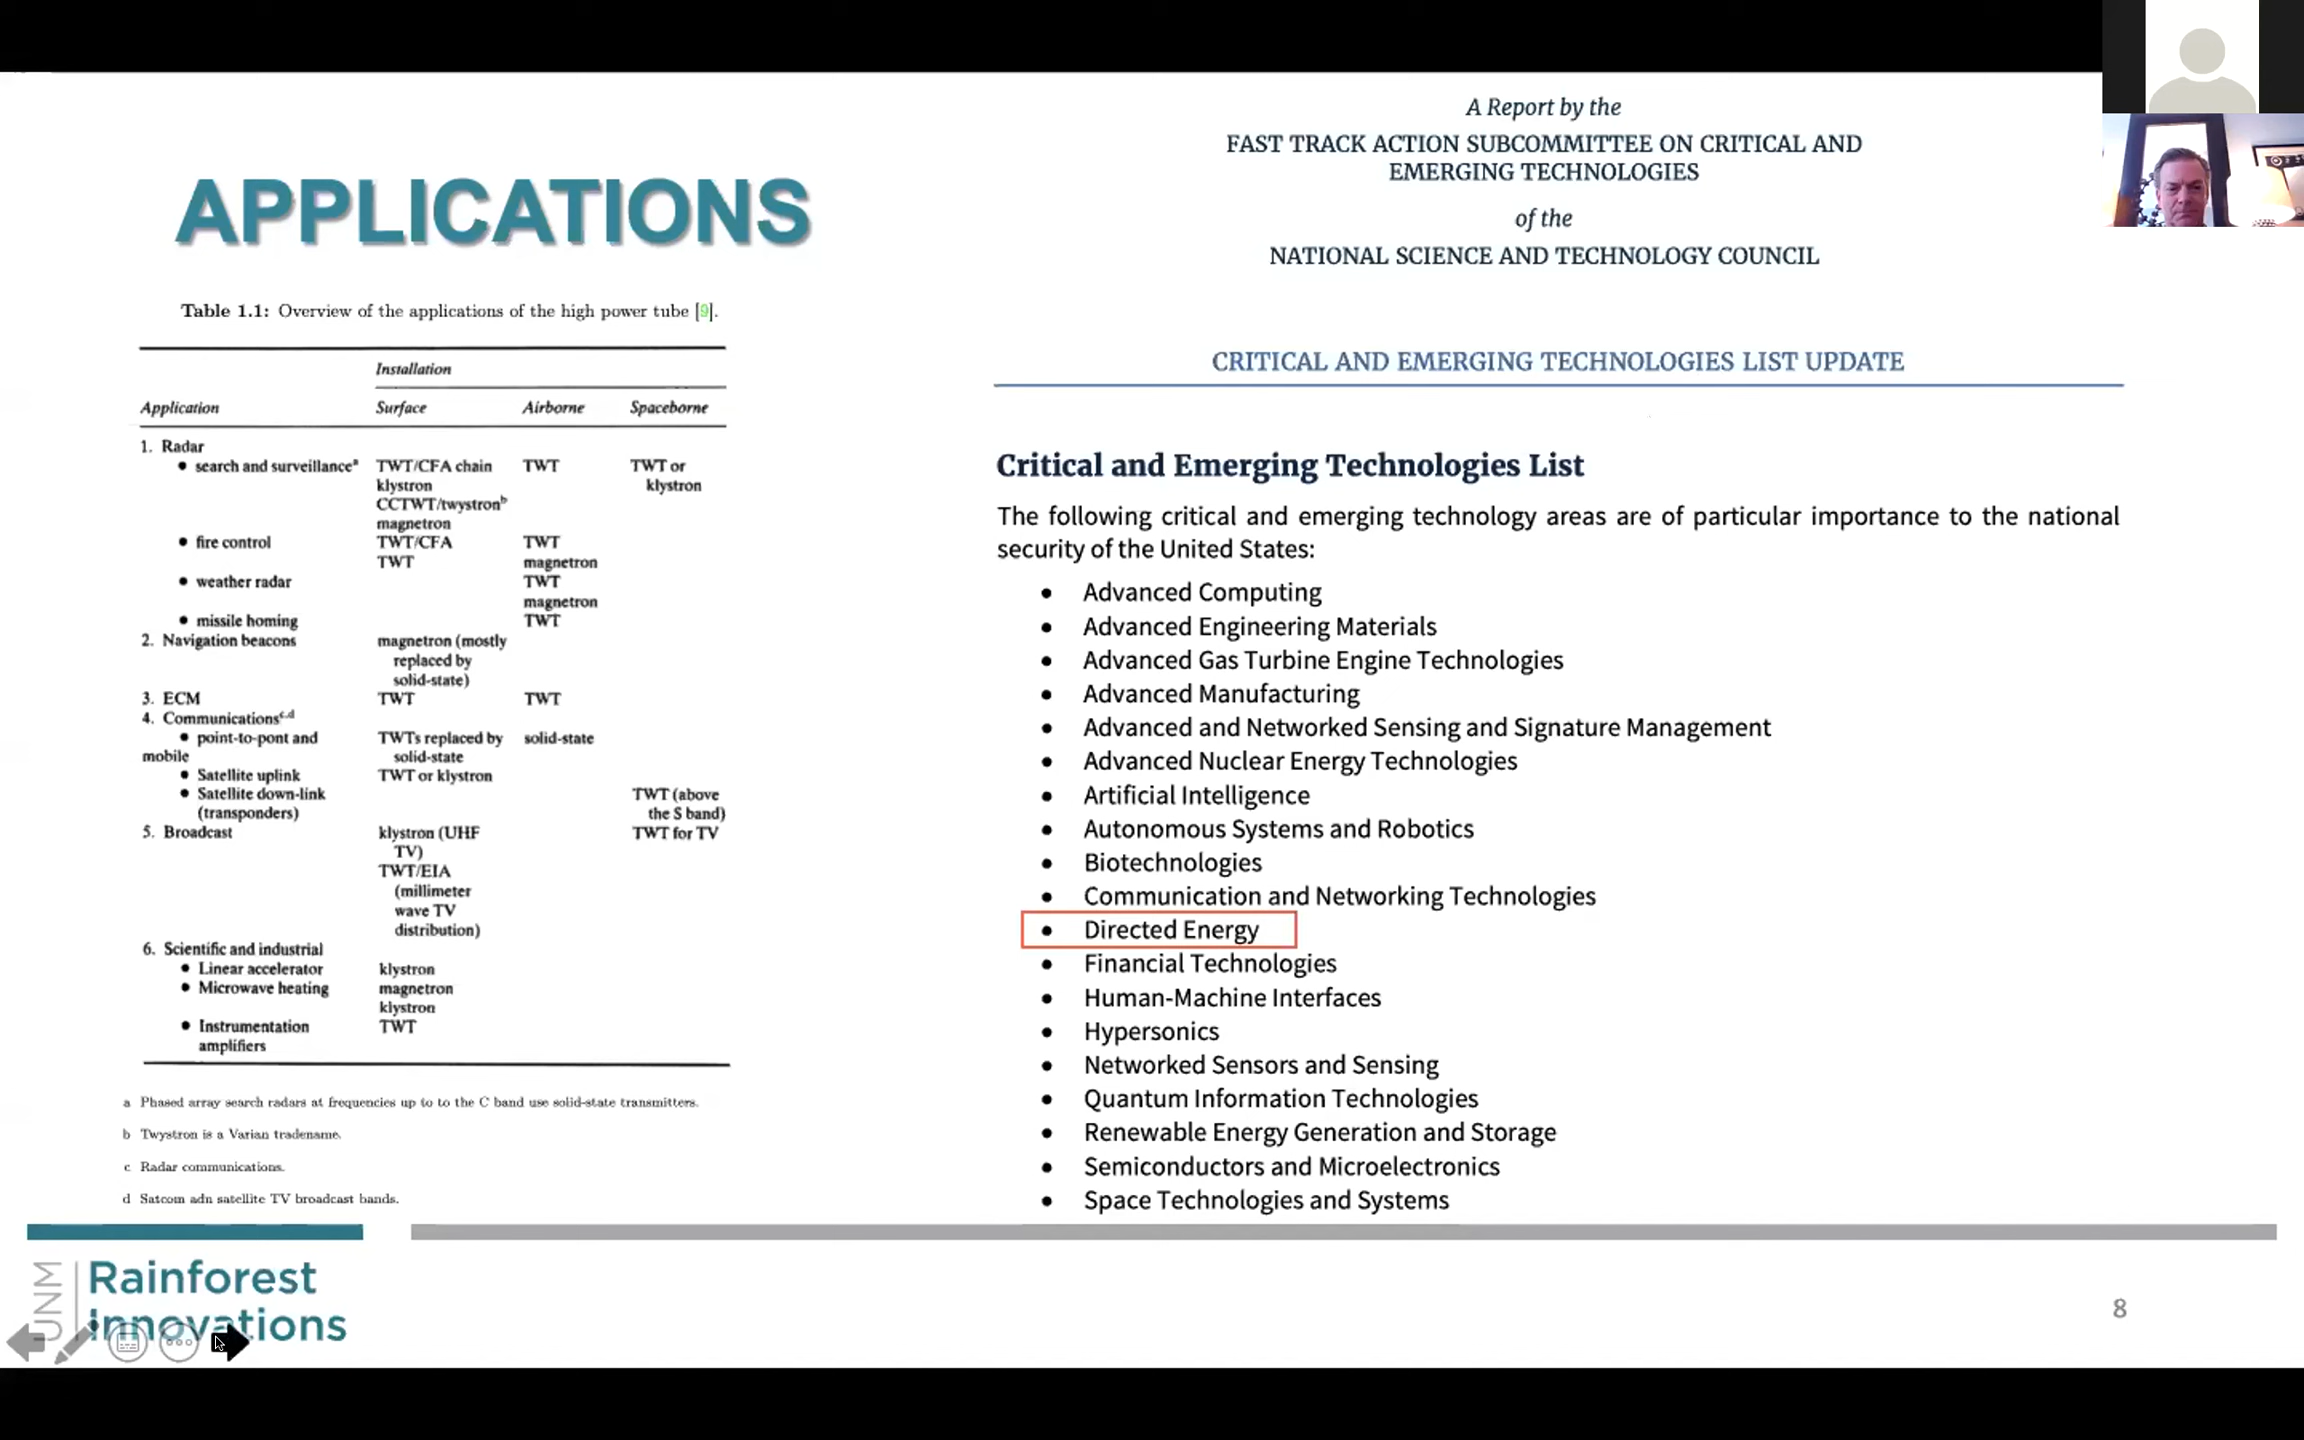 APPLICATIONS
Table 1.1: Overview of the applications of the high power tube [9].
Installation
Application Surface Airborne Spaceborne
1. Radar
• search and surveillanceᵃ TWT/CFA chain TWT TWT or
klystron klystron
CCTWT/twystronᵇ
magnetron
• fire control TWT/CFA TWT
TWT magnetron
• weather radar TWT
magnetron
• missile homing TWT
2. Navigation beacons magnetron (mostly
replaced by
solid-state)
3. ECM TWT TWT
4. Communicationsᶜ,ᵈ
• point-to-pont and TWTs replaced by solid-state
mobile solid-state
• Satellite uplink TWT or klystron
• Satellite down-link TWT (above
(transponders) the S band)
5. Broadcast klystron (UHF TWT for TV
TV)
TWT/EIA
(millimeter
wave TV
distribution)
6. Scientific and industrial
• Linear accelerator klystron
• Microwave heating magnetron
klystron
• Instrumentation TWT
amplifiers
a Phased array search radars at frequencies up to to the C band use solid-state transmitters.
b Twystron is a Varian tradename.
c Radar communications.
d Satcom adn satellite TV broadcast bands.
A Report by the
FAST TRACK ACTION SUBCOMMITTEE ON CRITICAL AND
EMERGING TECHNOLOGIES
of the
NATIONAL SCIENCE AND TECHNOLOGY COUNCIL
CRITICAL AND EMERGING TECHNOLOGIES LIST UPDATE
Critical and Emerging Technologies List
The following critical and emerging technology areas are of particular importance to the national
security of the United States:
• Advanced Computing
• Advanced Engineering Materials
• Advanced Gas Turbine Engine Technologies
• Advanced Manufacturing
• Advanced and Networked Sensing and Signature Management
• Advanced Nuclear Energy Technologies
• Artificial Intelligence
• Autonomous Systems and Robotics
• Biotechnologies
• Communication and Networking Technologies
• Directed Energy
• Financial Technologies
• Human-Machine Interfaces
• Hypersonics
• Networked Sensors and Sensing
• Quantum Information Technologies
• Renewable Energy Generation and Storage
• Semiconductors and Microelectronics
• Space Technologies and Systems
UNM
Rainforest
Innovations
8